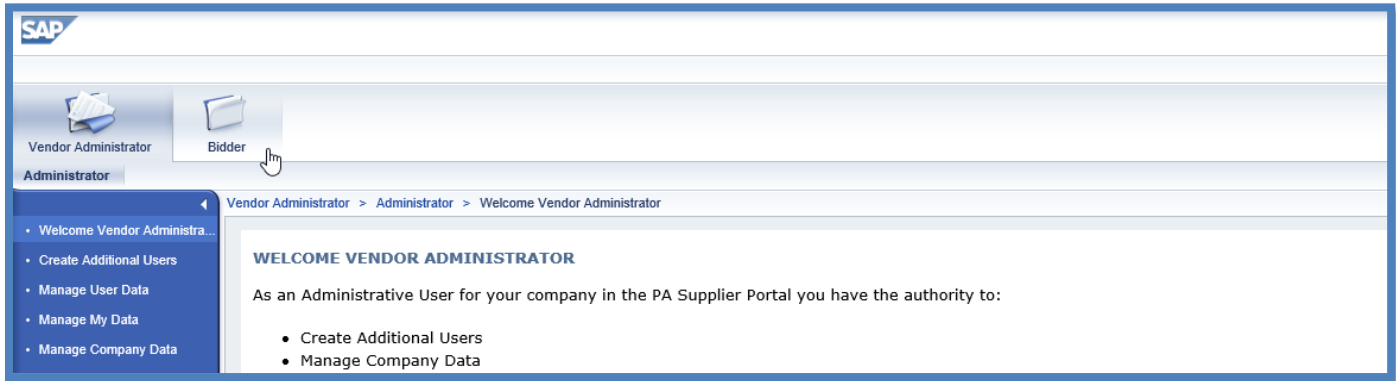 SAP
Vendor Administrator
Bidder
Administrator
Vendor Administrator > Administrator > Welcome Vendor Administrator
• Welcome Vendor Administra...
• Create Additional Users
• Manage User Data
• Manage My Data
• Manage Company Data
WELCOME VENDOR ADMINISTRATOR
As an Administrative User for your company in the PA Supplier Portal you have the authority to:
• Create Additional Users
• Manage Company Data